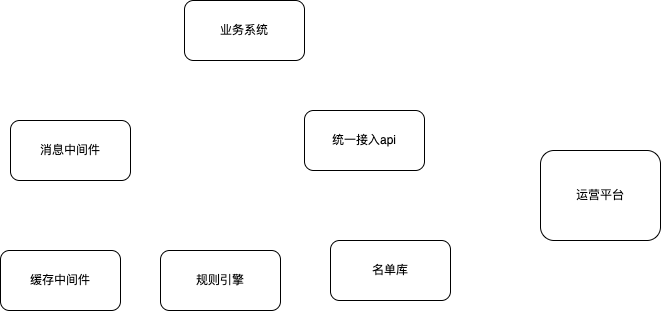 业务系统
消息中间件
统一接入api
运营平台
缓存中间件
规则引擎
名单库